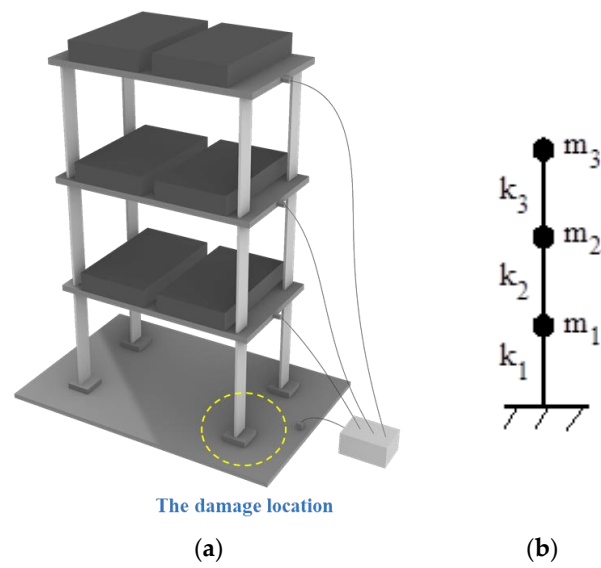 The damage location
(a)
m3
k3
m2
k2
m1
k1
(b)